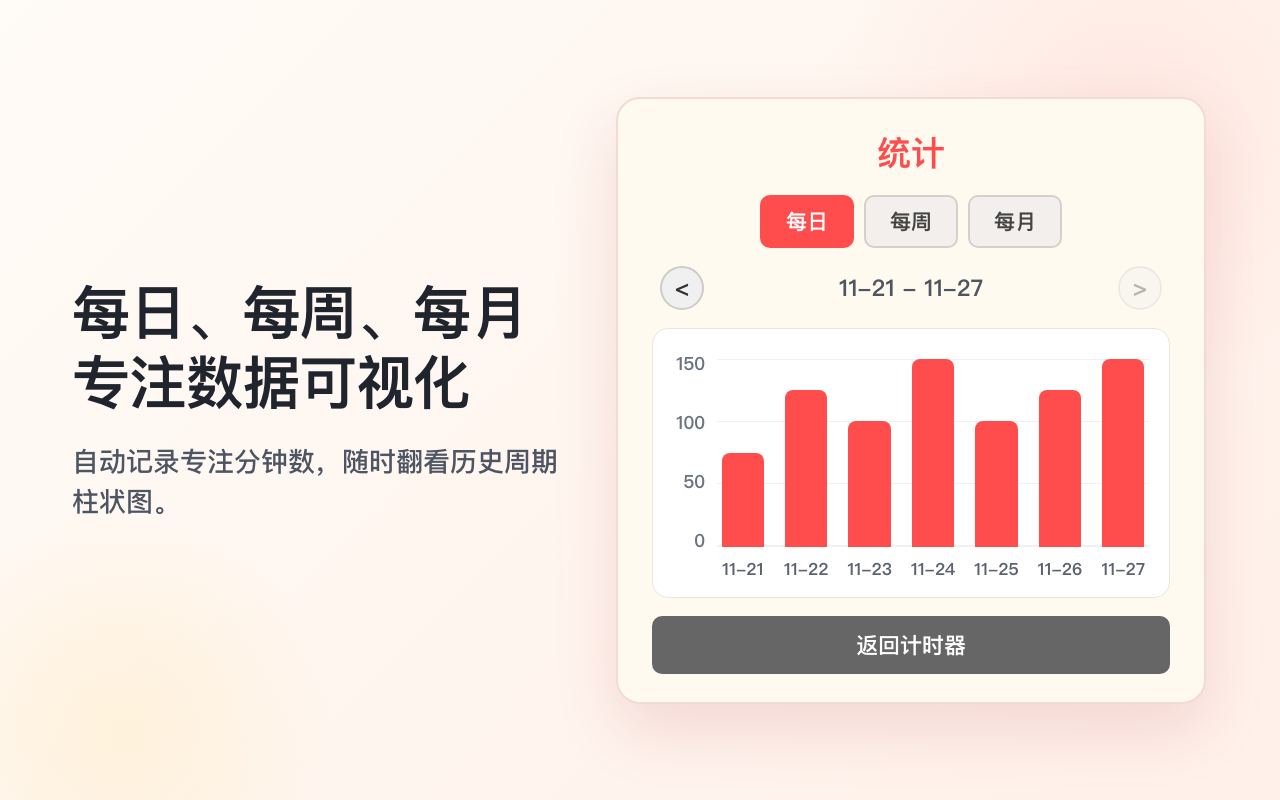 每日、每周、每月
专注数据可视化
自动记录专注分钟数，随时翻看历史周期
柱状图。
统计
每日 每周 每月
< 11–21 – 11–27 >
150
100
50
0
11–21 11–22 11–23 11–24 11–25 11–26 11–27
返回计时器